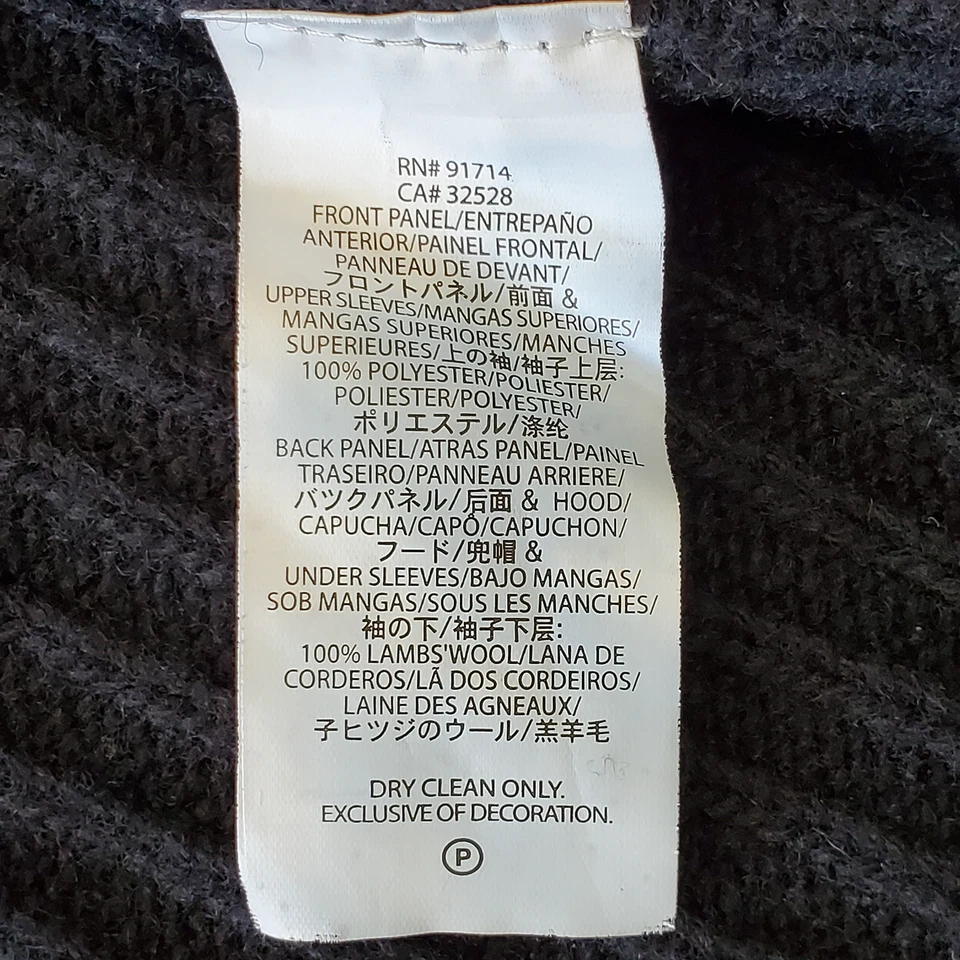 RN# 91714
CA# 32528
FRONT PANEL/ENTREPAÑO
ANTERIOR/PAINEL FRONTAL/
PANNEAU DE DEVANT/
フロントパネル/前面 &
UPPER SLEEVES/MANGAS SUPERIORES/
MANGAS SUPERIORES/MANCHES
SUPERIEURES/上の袖/袖子上层:
100% POLYESTER/POLIESTER/
POLIESTER/POLYESTER/
ポリエステル/涤纶
BACK PANEL/ATRAS PANEL/PAINEL
TRASEIRO/PANNEAU ARRIERE/
バツクパネル/后面 & HOOD/
CAPUCHA/CAPÔ/CAPUCHON/
フード/兜帽 &
UNDER SLEEVES/BAJO MANGAS/
SOB MANGAS/SOUS LES MANCHES/
袖の下/袖子下层:
100% LAMBS'WOOL/LANA DE
CORDEROS/LÃ DOS CORDEIROS/
LAINE DES AGNEAUX/
子ヒツジのウール/羔羊毛
DRY CLEAN ONLY.
EXCLUSIVE OF DECORATION.
P